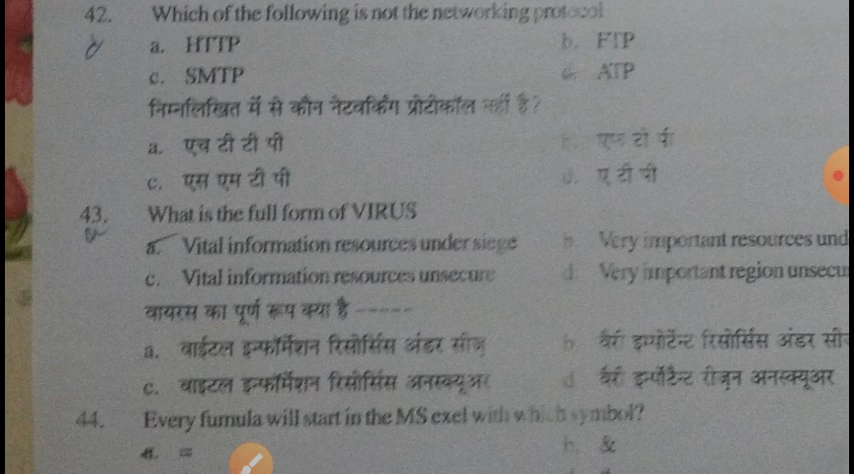 42. Which of the following is not the networking protocol
a. HTTP b. FTP
c. SMTP d. ATP
निम्नलिखित में से कौन नेटवर्किंग प्रोटोकॉल नहीं है?
a. एच टी टी पी b. एफ टी पी
c. एस एम टी पी d. ए टी पी
43. What is the full form of VIRUS
a. Vital information resources under siege b. Very important resources und
c. Vital information resources unsecure d. Very important region unsecu
वायरस का पूर्ण रूप क्या है -----
a. वाईटल इन्फॉर्मेशन रिसोर्सिस अंडर सीज् b. वैरी इम्पोर्टेन्ट रिसोर्सिस अंडर सी
c. वाइटल इन्फॉर्मेशन रिसोर्सिस अनस्क्यूअर d. वैरी इम्पोर्टेन्ट रीज़न अनस्क्यूअर
44. Every fumula will start in the MS exel with which symbol?
a. = b. &